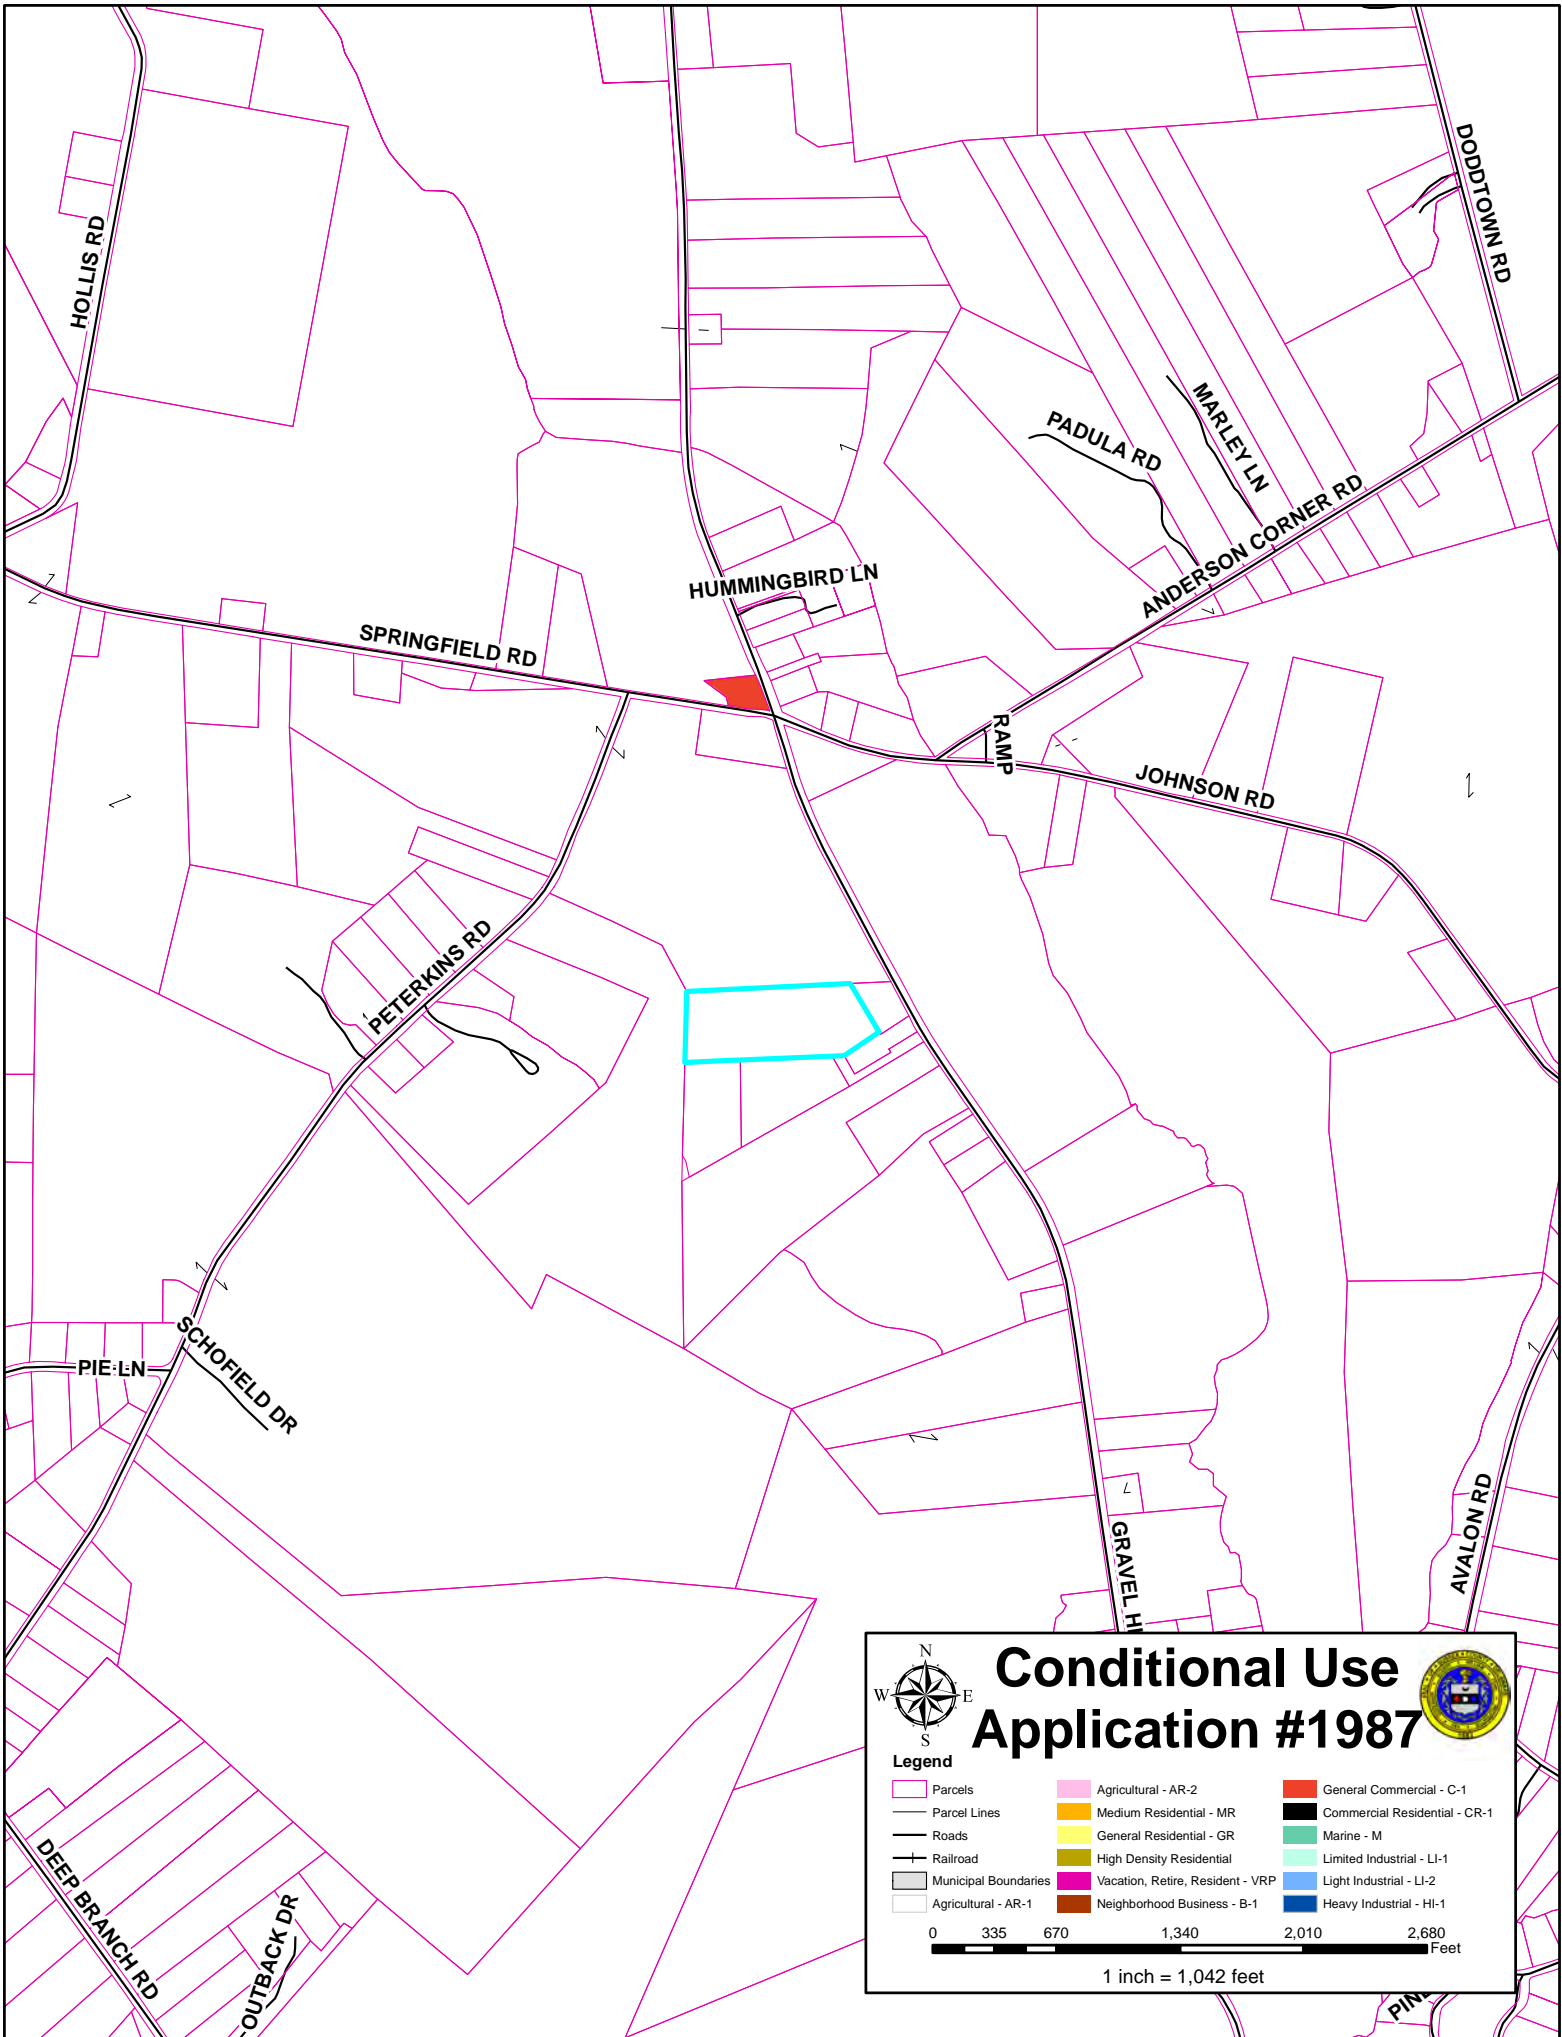 DODDTOWN RD
HOLLIS RD
MARLEY LN
PADULA RD
ANDERSON CORNER RD
HUMMINGBIRD LN
SPRINGFIELD RD
RAMP
JOHNSON RD
PETERKINS RD
SCHOFIELD DR
PIE LN
AVALON RD
GRAVEL HI
DEEP BRANCH RD
OUTBACK DR
PINE
N
W E
S
Conditional Use
Application #1987
Legend
Parcels
Parcel Lines
Roads
Railroad
Municipal Boundaries
Agricultural - AR-1
Agricultural - AR-2
Medium Residential - MR
General Residential - GR
High Density Residential
Vacation, Retire, Resident - VRP
Neighborhood Business - B-1
General Commercial - C-1
Commercial Residential - CR-1
Marine - M
Limited Industrial - LI-1
Light Industrial - LI-2
Heavy Industrial - HI-1
0 335 670 1,340 2,010 2,680
Feet
1 inch = 1,042 feet